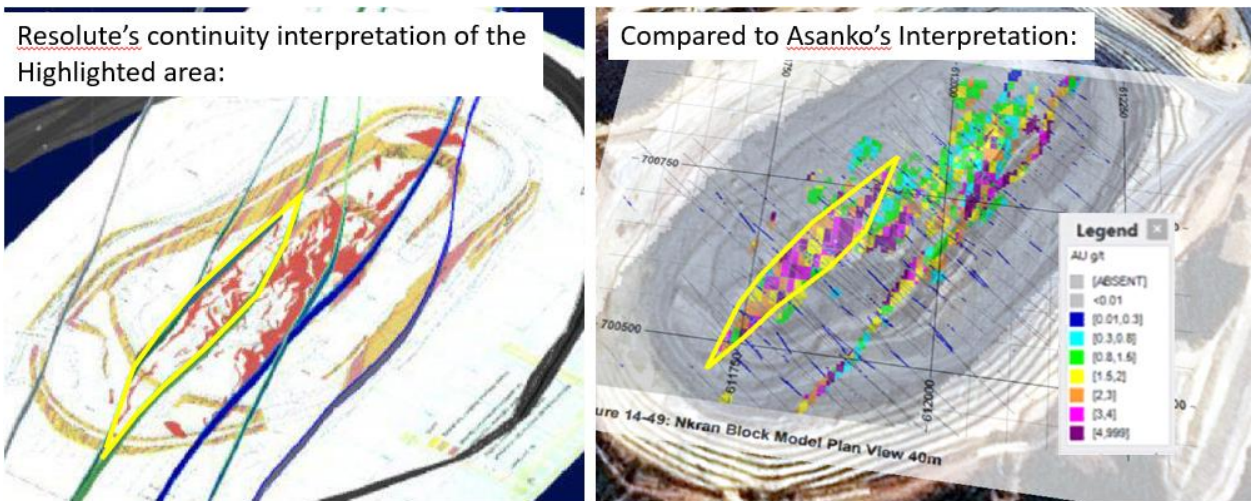 Resolute's continuity interpretation of the
Highlighted area:
Compared to Asanko's Interpretation:
612000
612250
700750
700500
611750
612000
ure 14-49: Nkran Block Model Plan View 40m
Legend
AU g/t
[ABSENT]
<0.01
[0.01,0.3]
[0.3,0.8]
[0.8,1.5]
[1.5,2]
[2,3]
[3,4]
[4,999]